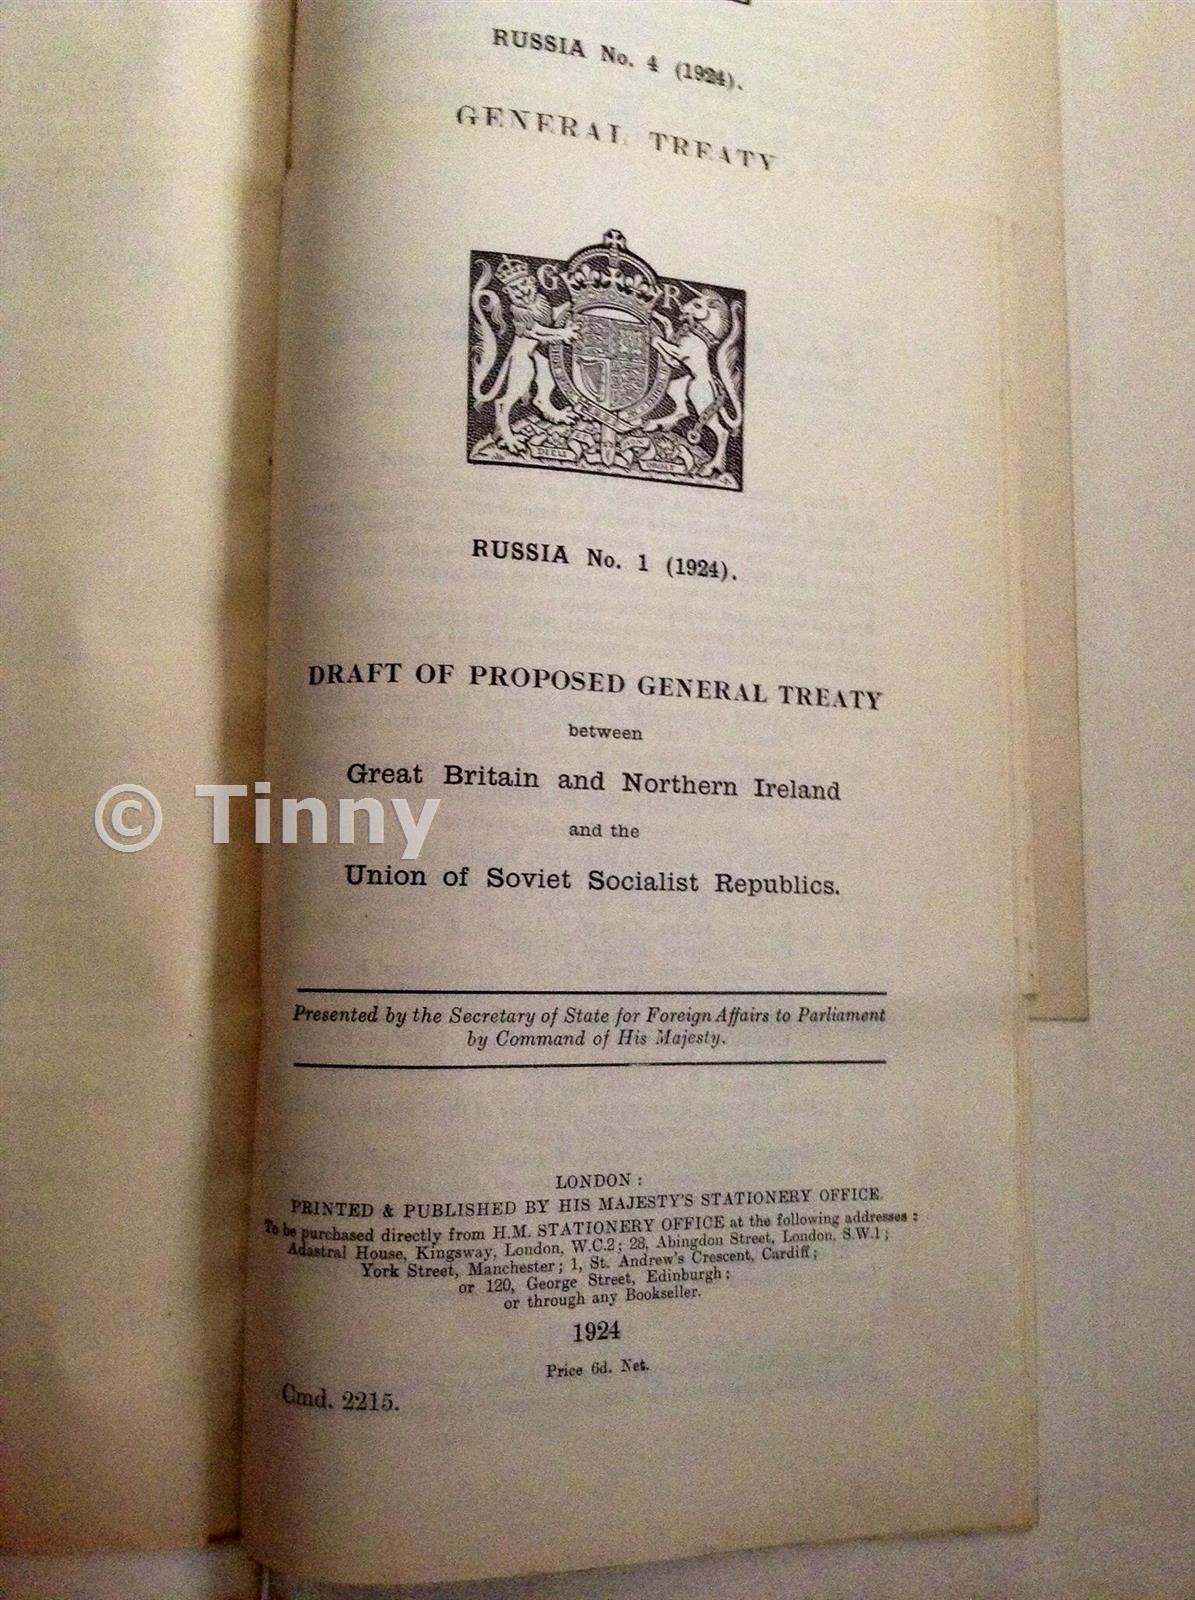 RUSSIA No. 4 (1924).
GENERAL TREATY
G R
DIEU ET MON DROIT
RUSSIA No. 1 (1924).
DRAFT OF PROPOSED GENERAL TREATY
between
Great Britain and Northern Ireland
and the
© Tinny
Union of Soviet Socialist Republics.
Presented by the Secretary of State for Foreign Affairs to Parliament
by Command of His Majesty.
LONDON:
PRINTED & PUBLISHED BY HIS MAJESTY'S STATIONERY OFFICE.
To be purchased directly from H.M. STATIONERY OFFICE at the following addresses:
Adastral House, Kingsway, London, W.C.2; 28, Abingdon Street, London, S.W.1;
York Street, Manchester; 1, St. Andrew's Crescent, Cardiff;
or 120, George Street, Edinburgh;
or through any Bookseller.
1924
Price 6d. Net.
Cmd. 2215.